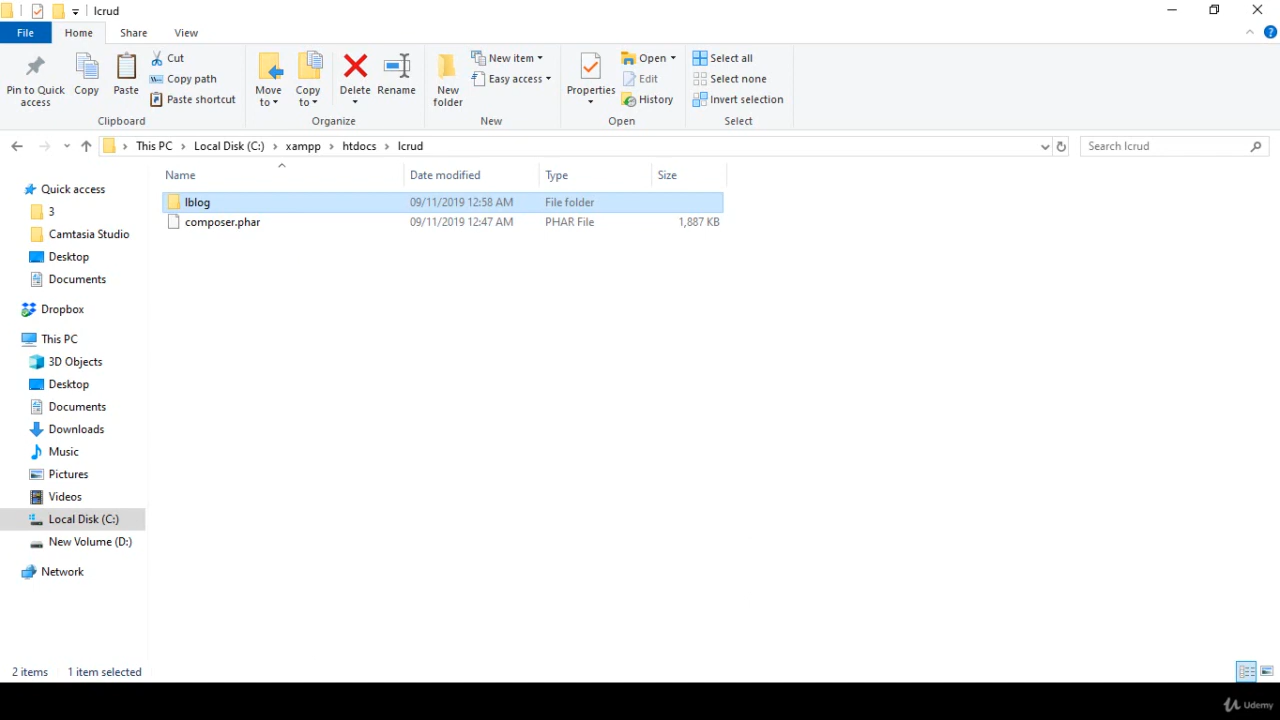 lcrud
File Home Share View
Pin to Quick access
Copy
Paste
Cut
Copy path
Paste shortcut
Clipboard
Move to
Copy to
Delete
Rename
Organize
New folder
New item
Easy access
New
Properties
Open
Edit
History
Open
Select all
Select none
Invert selection
Select
This PC Local Disk (C:) xampp htdocs lcrud
Search lcrud
Name Date modified Type Size
lblog 09/11/2019 12:58 AM File folder
composer.phar 09/11/2019 12:47 AM PHAR File 1,887 KB
Quick access
3
Camtasia Studio
Desktop
Documents
Dropbox
This PC
3D Objects
Desktop
Documents
Downloads
Music
Pictures
Videos
Local Disk (C:)
New Volume (D:)
Network
2 items 1 item selected
Udemy